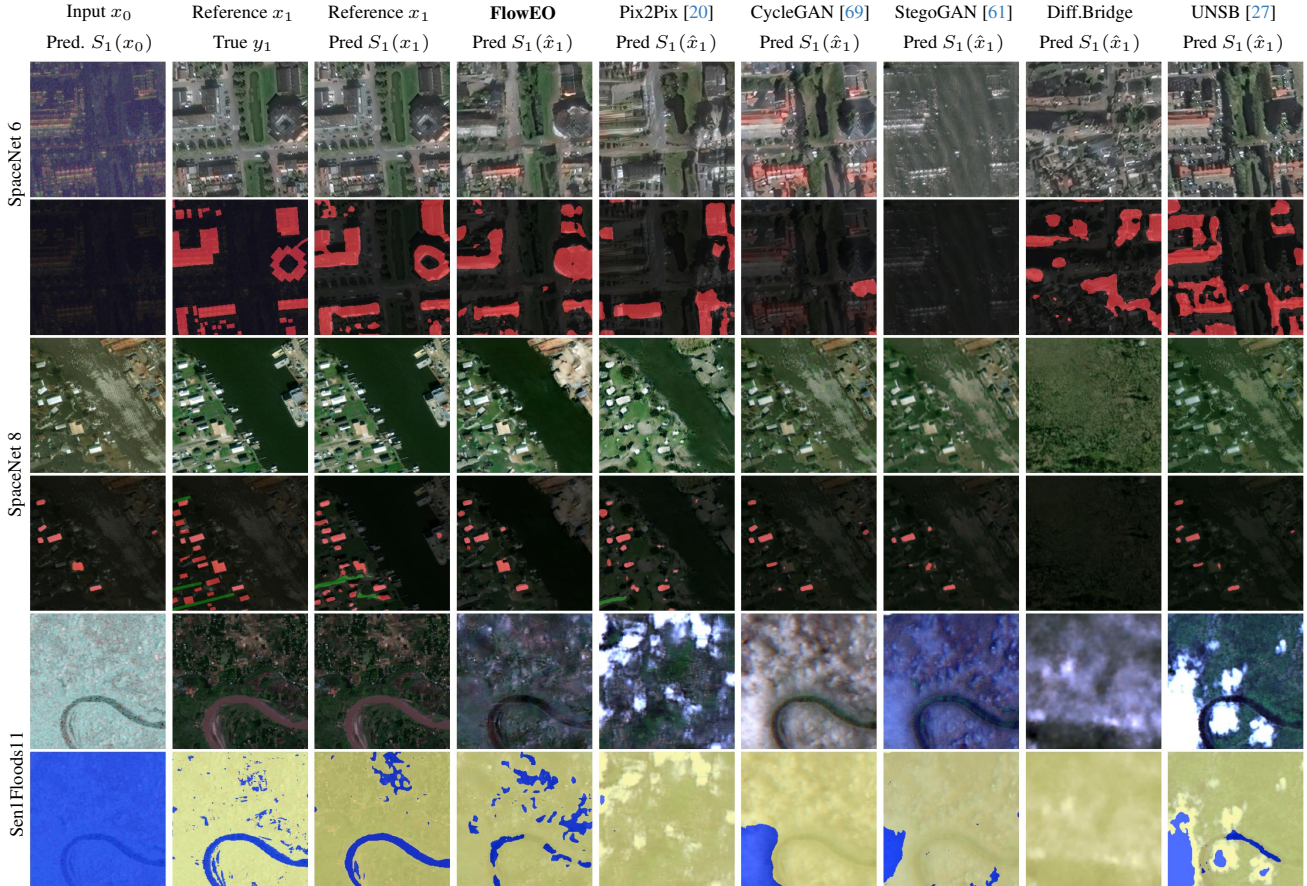 Input x₀ Reference x₁ Reference x₁ FlowEO Pix2Pix [20] CycleGAN [69] StegoGAN [61] Diff.Bridge UNSB [27]
Pred. S₁(x₀) True y₁ Pred S₁(x₁) Pred S₁(x̂₁) Pred S₁(x̂₁) Pred S₁(x̂₁) Pred S₁(x̂₁) Pred S₁(x̂₁) Pred S₁(x̂₁)
SpaceNet 6
SpaceNet 8
Sen1Floods11